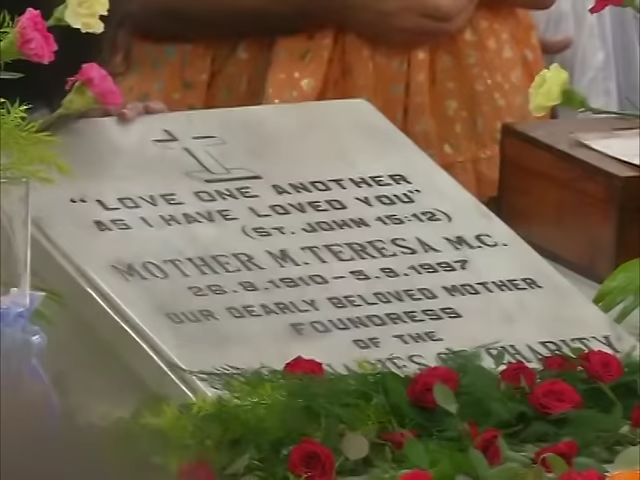 “LOVE ONE ANOTHER
AS I HAVE LOVED YOU”
(ST. JOHN 15:12)
MOTHER M. TERESA M.C.
26.8.1910–5.9.1997
OUR DEARLY BELOVED MOTHER
FOUNDRESS
OF THE
CHARITY